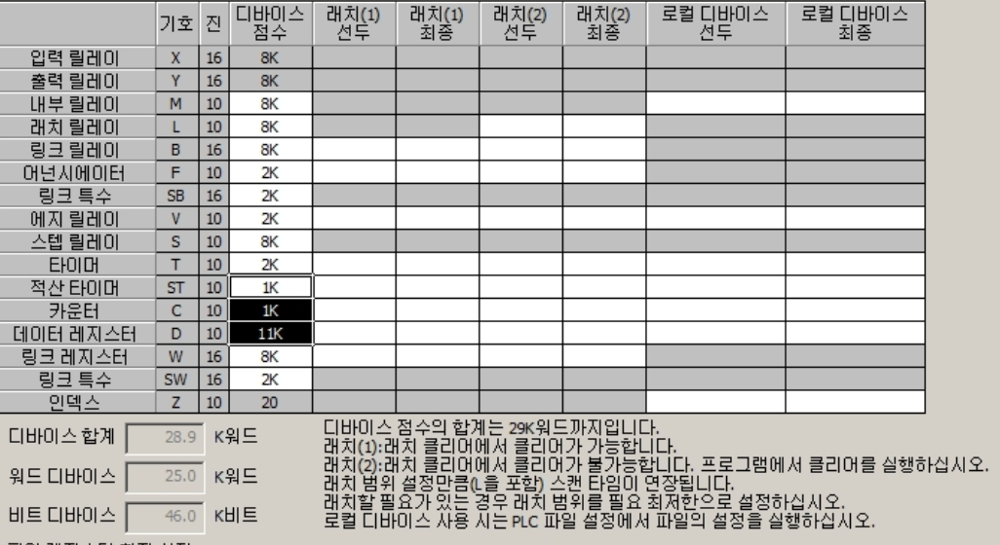 기호 진 디바이스 점수 래치(1) 선두 래치(1) 최종 래치(2) 선두 래치(2) 최종 로컬 디바이스 선두 로컬 디바이스 최종
입력 릴레이 X 16 8K
출력 릴레이 Y 16 8K
내부 릴레이 M 10 8K
래치 릴레이 L 10 8K
링크 릴레이 B 16 8K
어넌시에이터 F 10 2K
링크 특수 SB 16 2K
에지 릴레이 V 10 2K
스텝 릴레이 S 10 8K
타이머 T 10 2K
적산 타이머 ST 10 1K
카운터 C 10 1K
데이터 레지스터 D 10 11K
링크 레지스터 W 16 8K
링크 특수 SW 16 2K
인덱스 Z 10 20
디바이스 합계 28.9 K워드
워드 디바이스 25.0 K워드
비트 디바이스 46.0 K비트
디바이스 점수의 합계는 29K워드까지입니다.
래치(1):래치 클리어에서 클리어가 가능합니다.
래치(2):래치 클리어에서 클리어가 불가능합니다. 프로그램에서 클리어를 실행하십시오.
래치 범위 설정만큼(L을 포함) 스캔 타임이 연장됩니다.
래치할 필요가 있는 경우 래치 범위를 필요 최저한으로 설정하십시오.
로컬 디바이스 사용 시는 PLC 파일 설정에서 파일의 설정을 실행하십시오.